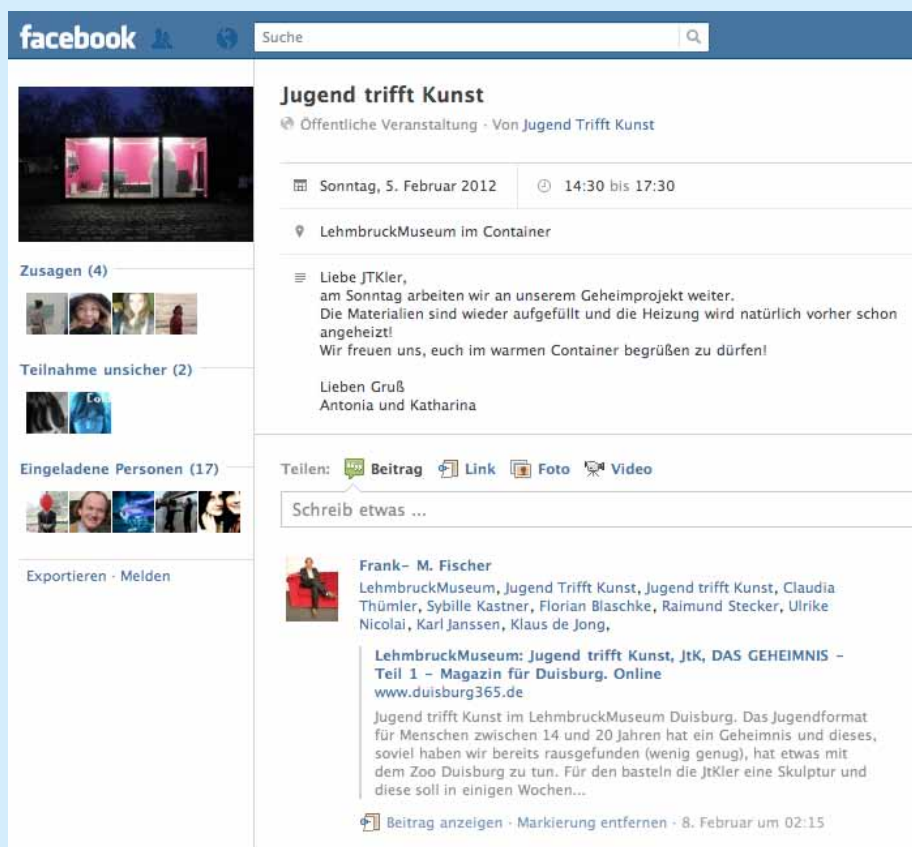 facebook
Suche
Jugend trifft Kunst
Öffentliche Veranstaltung · Von Jugend Trifft Kunst
Sonntag, 5. Februar 2012
14:30 bis 17:30
LehmbruckMuseum im Container
Liebe JTKler,
am Sonntag arbeiten wir an unserem Geheimprojekt weiter.
Die Materialien sind wieder aufgefüllt und die Heizung wird natürlich vorher schon
angeheizt!
Wir freuen uns, euch im warmen Container begrüßen zu dürfen!
Lieben Gruß
Antonia und Katharina
Zusagen (4)
Teilnahme unsicher (2)
Eingeladene Personen (17)
Exportieren · Melden
Teilen: Beitrag Link Foto Video
Schreib etwas ...
Frank- M. Fischer
LehmbruckMuseum, Jugend Trifft Kunst, Jugend trifft Kunst, Claudia
Thümler, Sybille Kastner, Florian Blaschke, Raimund Stecker, Ulrike
Nicolai, Karl Janssen, Klaus de Jong,
LehmbruckMuseum: Jugend trifft Kunst, JtK, DAS GEHEIMNIS –
Teil 1 – Magazin für Duisburg. Online
www.duisburg365.de
Jugend trifft Kunst im LehmbruckMuseum Duisburg. Das Jugendformat
für Menschen zwischen 14 und 20 Jahren hat ein Geheimnis und dieses,
soviel haben wir bereits rausgefunden (wenig genug), hat etwas mit
dem Zoo Duisburg zu tun. Für den basteln die JtKler eine Skulptur und
diese soll in einigen Wochen...
Beitrag anzeigen · Markierung entfernen · 8. Februar um 02:15